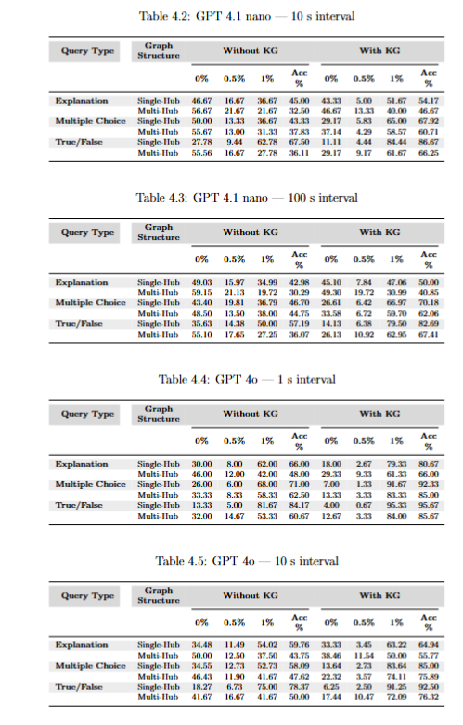 Table 4.2: GPT 4.1 nano — 10 s interval
Query Type Graph Structure Without KG With KG
0% 0.5% 1% Acc % 0% 0.5% 1% Acc %
Explanation Single-Hub 46.67 16.67 36.67 45.00 43.33 5.00 51.67 54.17
Multi-Hub 56.67 21.67 21.67 32.50 46.67 13.33 40.00 46.67
Multiple Choice Single-Hub 50.00 13.33 36.67 43.33 29.17 5.83 65.00 67.92
Multi-Hub 55.67 13.00 31.33 37.83 37.14 4.29 58.57 60.71
True/False Single-Hub 27.78 9.44 62.78 67.50 11.11 4.44 84.44 86.67
Multi-Hub 55.56 16.67 27.78 36.11 29.17 9.17 61.67 66.25
Table 4.3: GPT 4.1 nano — 100 s interval
Query Type Graph Structure Without KG With KG
0% 0.5% 1% Acc % 0% 0.5% 1% Acc %
Explanation Single-Hub 49.03 15.97 34.99 42.98 45.10 7.84 47.06 50.00
Multi-Hub 59.15 21.13 19.72 30.29 49.30 19.72 30.99 40.85
Multiple Choice Single-Hub 43.40 19.81 36.79 46.70 26.61 6.42 66.97 70.18
Multi-Hub 48.50 13.50 38.00 44.75 33.58 6.72 59.70 62.06
True/False Single-Hub 35.63 14.38 50.00 57.19 14.13 6.38 79.50 82.69
Multi-Hub 55.10 17.65 27.25 36.07 26.13 10.92 62.95 67.41
Table 4.4: GPT 4o — 1 s interval
Query Type Graph Structure Without KG With KG
0% 0.5% 1% Acc % 0% 0.5% 1% Acc %
Explanation Single-Hub 30.00 8.00 62.00 66.00 18.00 2.67 79.33 80.67
Multi-Hub 46.00 12.00 42.00 48.00 29.33 9.33 61.33 66.00
Multiple Choice Single-Hub 26.00 6.00 68.00 71.00 7.00 1.33 91.67 92.33
Multi-Hub 33.33 8.33 58.33 62.50 13.33 3.33 83.33 85.00
True/False Single-Hub 13.33 5.00 81.67 84.17 4.00 0.67 95.33 95.67
Multi-Hub 32.00 14.67 53.33 60.67 12.67 3.33 84.00 85.67
Table 4.5: GPT 4o — 10 s interval
Query Type Graph Structure Without KG With KG
0% 0.5% 1% Acc % 0% 0.5% 1% Acc %
Explanation Single-Hub 34.48 11.49 54.02 59.76 33.33 3.45 63.22 64.94
Multi-Hub 50.00 12.50 37.50 43.75 38.46 11.54 50.00 55.77
Multiple Choice Single-Hub 34.55 12.73 52.73 58.09 13.64 2.73 83.64 85.00
Multi-Hub 46.43 11.90 41.67 47.62 22.32 3.57 74.11 75.89
True/False Single-Hub 18.27 6.73 75.00 78.37 6.25 2.50 91.25 92.50
Multi-Hub 41.67 16.67 41.67 50.00 17.44 10.47 72.09 76.32